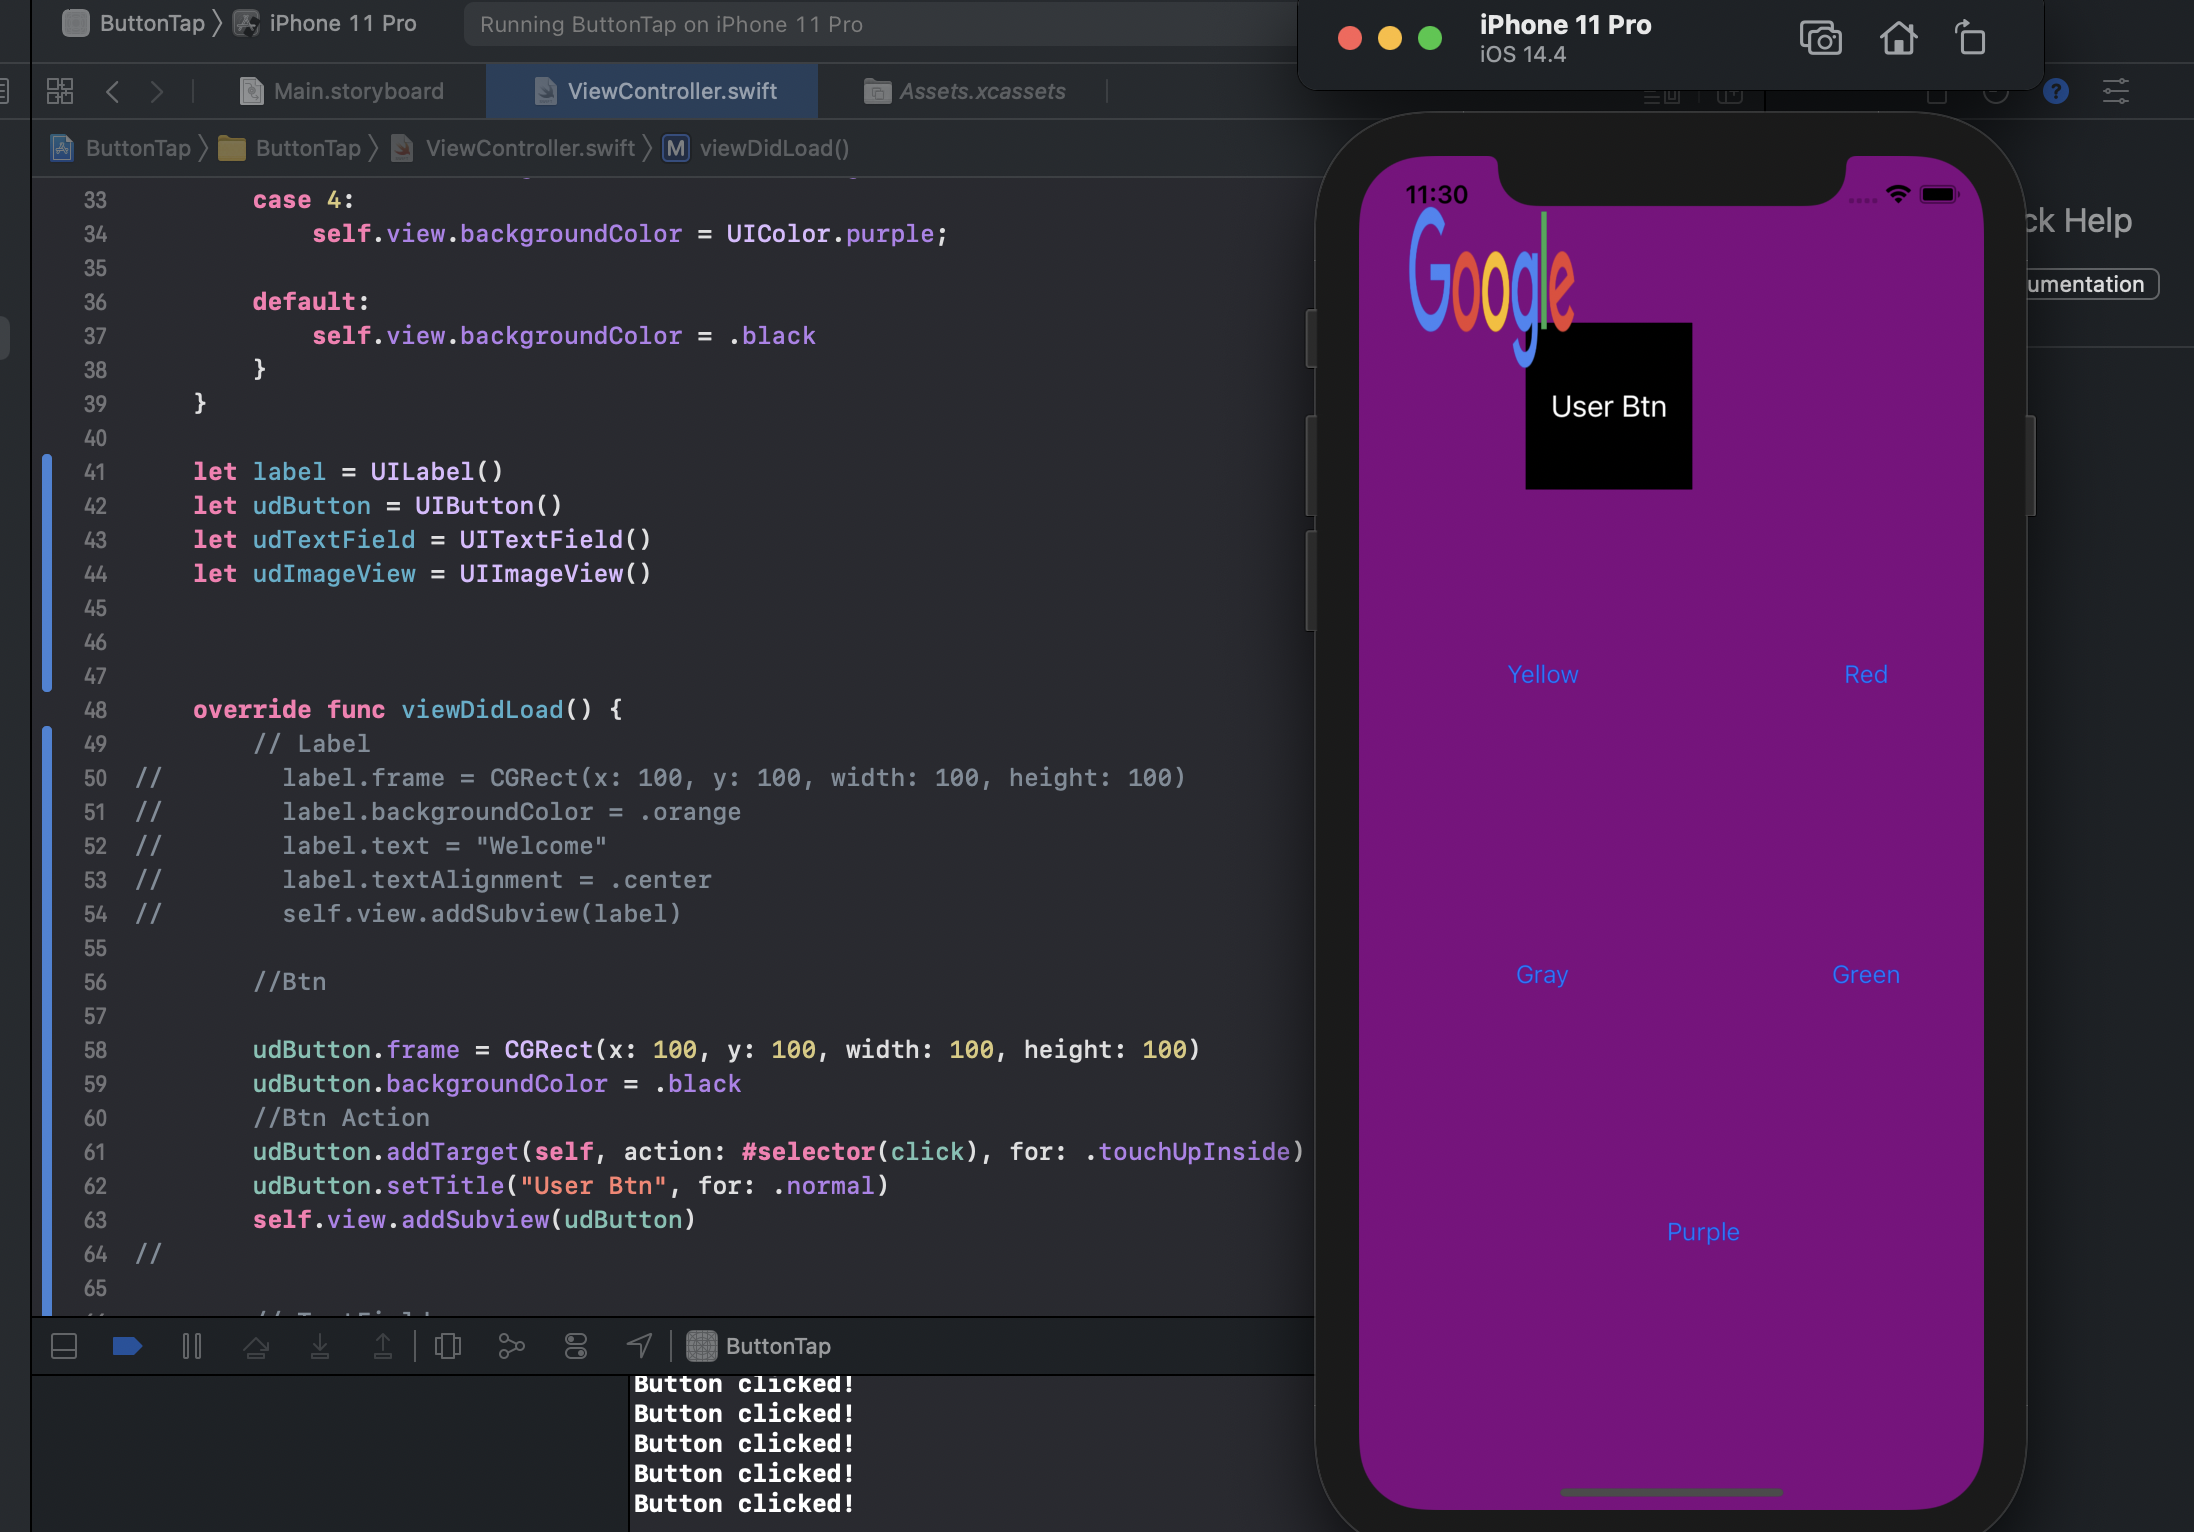 ButtonTap
iPhone 11 Pro
Running ButtonTap on iPhone 11 Pro
Main.storyboard
ViewController.swift
Assets.xcassets
ButtonTap
ButtonTap
ViewController.swift
M viewDidLoad()
33 case 4:
34 self.view.backgroundColor = UIColor.purple;
35
36 default:
37 self.view.backgroundColor = .black
38 }
39 }
40
41 let label = UILabel()
42 let udButton = UIButton()
43 let udTextField = UITextField()
44 let udImageView = UIImageView()
45
46
47
48 override func viewDidLoad() {
49 // Label
50 // label.frame = CGRect(x: 100, y: 100, width: 100, height: 100)
51 // label.backgroundColor = .orange
52 // label.text = "Welcome"
53 // label.textAlignment = .center
54 // self.view.addSubview(label)
55
56 //Btn
57
58 udButton.frame = CGRect(x: 100, y: 100, width: 100, height: 100)
59 udButton.backgroundColor = .black
60 //Btn Action
61 udButton.addTarget(self, action: #selector(click), for: .touchUpInside)
62 udButton.setTitle("User Btn", for: .normal)
63 self.view.addSubview(udButton)
64 //
65
ButtonTap
Button clicked!
Button clicked!
Button clicked!
Button clicked!
Button clicked!
iPhone 11 Pro
iOS 14.4
?
ck Help
umentation
11:30
Google
User Btn
Yellow
Red
Gray
Green
Purple